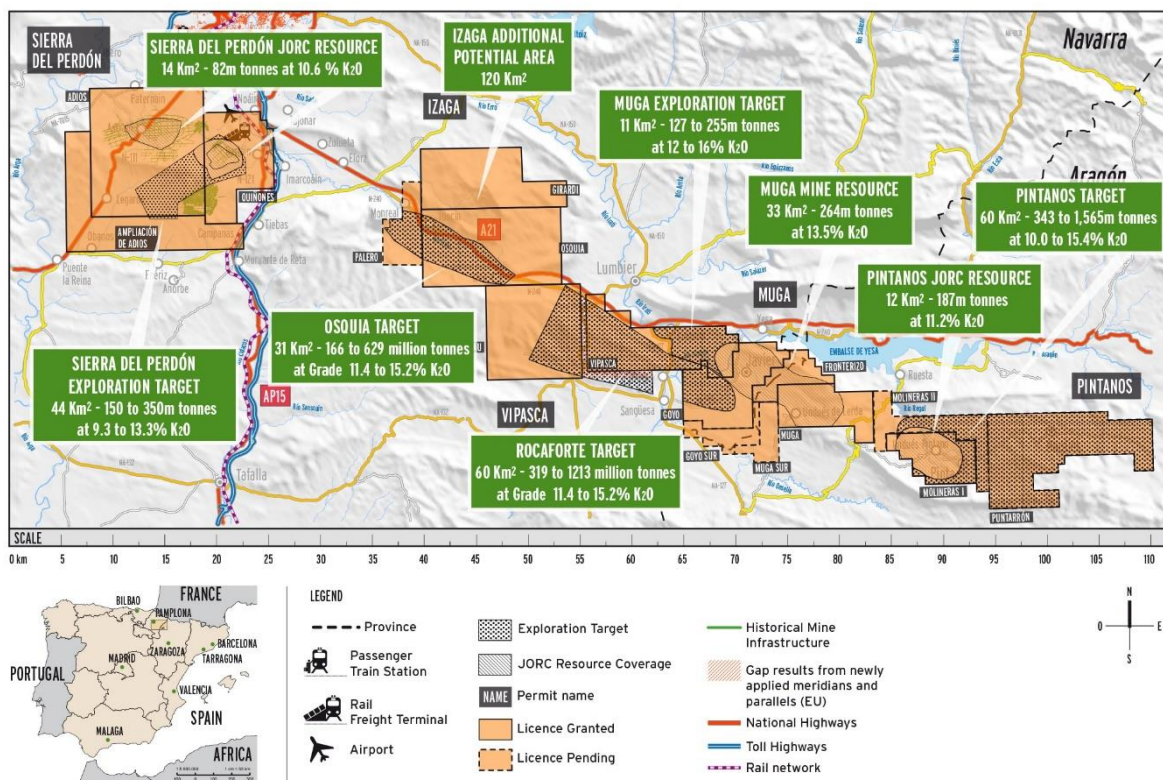 SIERRA
DEL PERDÓN
SIERRA DEL PERDÓN JORC RESOURCE
14 Km² - 82m tonnes at 10.6 % K2O
IZAGA ADDITIONAL
POTENTIAL AREA
120 Km²
Navarra
Aragón
ADIOS
IZAGA
MUGA EXPLORATION TARGET
11 Km² - 127 to 255m tonnes
at 12 to 16% K2O
MUGA MINE RESOURCE
33 Km² - 264m tonnes
at 13.5% K2O
PINTANOS TARGET
60 Km² - 343 to 1,565m tonnes
at 10.0 to 15.4% K2O
PINTANOS JORC RESOURCE
12 Km² - 187m tonnes
at 11.2% K2O
Imarcoain
QUIÑONES
Tiebas
Muruarte de Reta
AMPLIACIÓN
DE ADIOS
Puente
la Reina
Añorbe
Monreal
GIRARDI
A21
PALERO
OSQUIA
Lumbier
MUGA
OSQUIA TARGET
31 Km² - 166 to 629 million tonnes
at Grade 11.4 to 15.2% K2O
SIERRA DEL PERDÓN
EXPLORATION TARGET
44 Km² - 150 to 350m tonnes
at 9.3 to 13.3% K2O
AP15
Tafalla
VIPASCA
VIPASCA
Sangüesa
GOYO
GOYO SUR
MUGA
MUGA SUR
EMBALSE DE YESA
FRONTERIZO
Ruesta
MOLINERAS II
PINTANOS
MOLINERAS I
PUNTARRÓN
ROCAFORTE TARGET
60 Km² - 319 to 1213 million tonnes
at Grade 11.4 to 15.2% K2O
SCALE
0 km 5 10 15 20 25 30 35 40 45 50 55 60 65 70 75 80 85 90 95 100 105 110
FRANCE
BILBAO
PAMPLONA
BARCELONA
ZARAGOZA
TARRAGONA
PORTUGAL
MADRID
VALENCIA
SPAIN
MALAGA
AFRICA
LEGEND
Province
Passenger
Train Station
Rail
Freight Terminal
Airport
Exploration Target
JORC Resource Coverage
NAME Permit name
Licence Granted
Licence Pending
Historical Mine
Infrastructure
Gap results from newly
applied meridians and
parallels (EU)
National Highways
Toll Highways
Rail network
N
O E
S